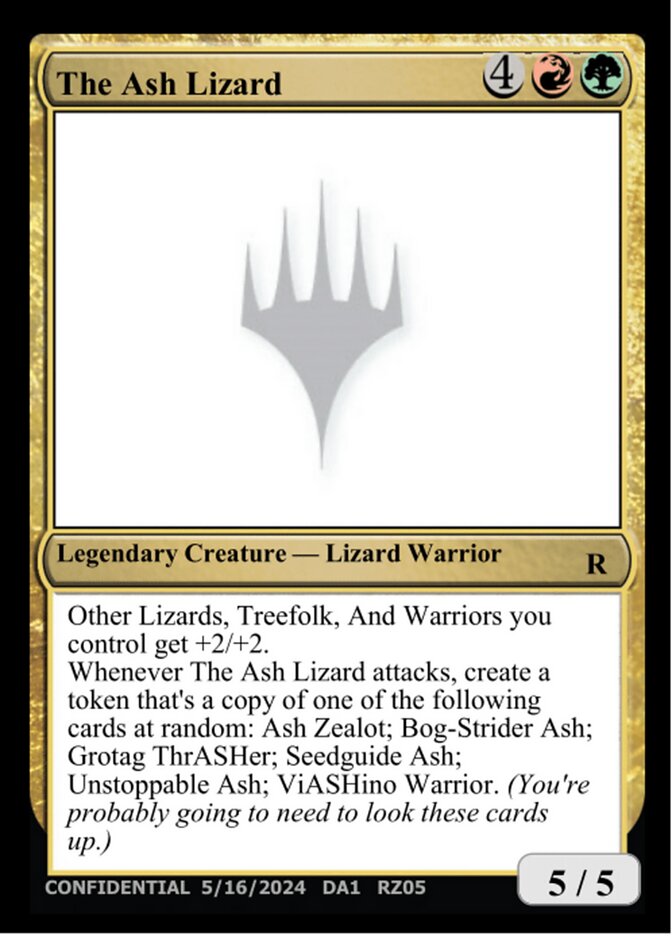 The Ash Lizard 4
Legendary Creature — Lizard Warrior R
Other Lizards, Treefolk, And Warriors you
control get +2/+2.
Whenever The Ash Lizard attacks, create a
token that's a copy of one of the following
cards at random: Ash Zealot; Bog-Strider Ash;
Grotag ThrASHer; Seedguide Ash;
Unstoppable Ash; ViASHino Warrior. (You're
probably going to need to look these cards
up.)
5/5
CONFIDENTIAL 5/16/2024 DA1 RZ05